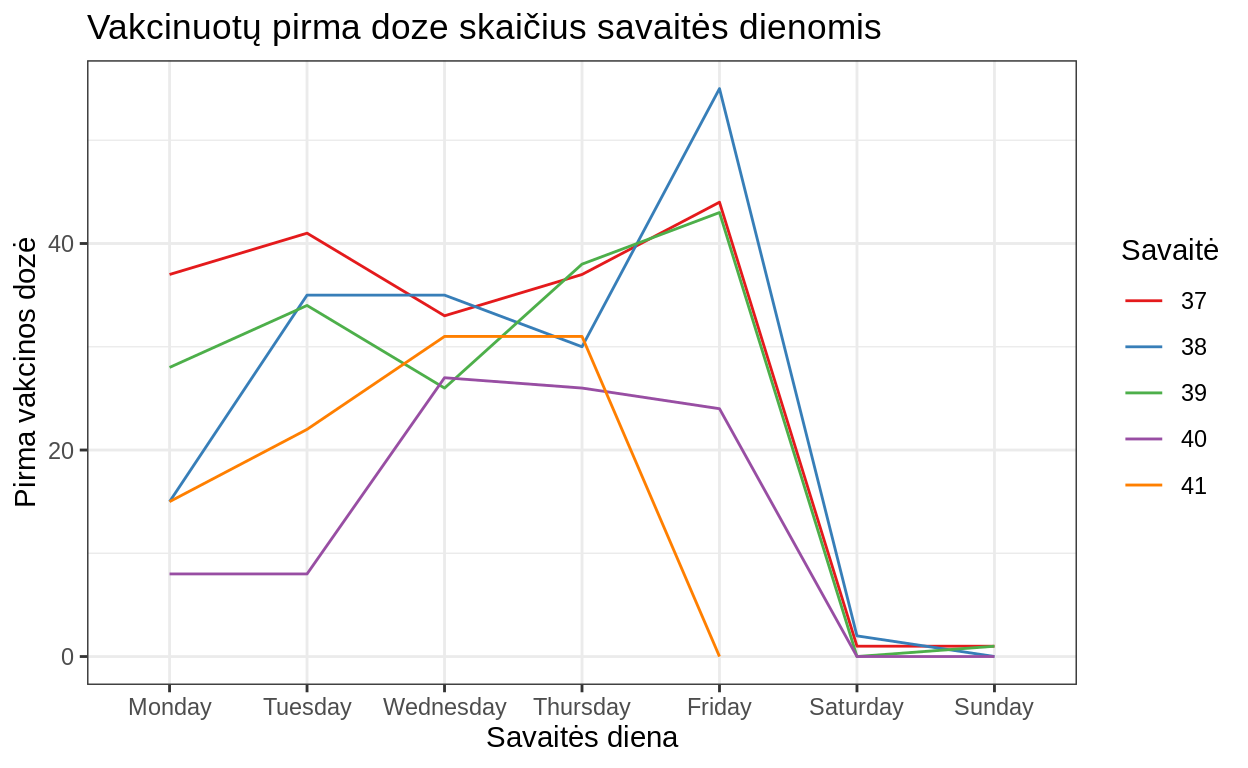 Vakcinuotų pirma doze skaičius savaitės dienomis
Pirma vakcinos dozė
40
20
0
Monday Tuesday Wednesday Thursday Friday Saturday Sunday
Savaitės diena
Savaitė
37
38
39
40
41